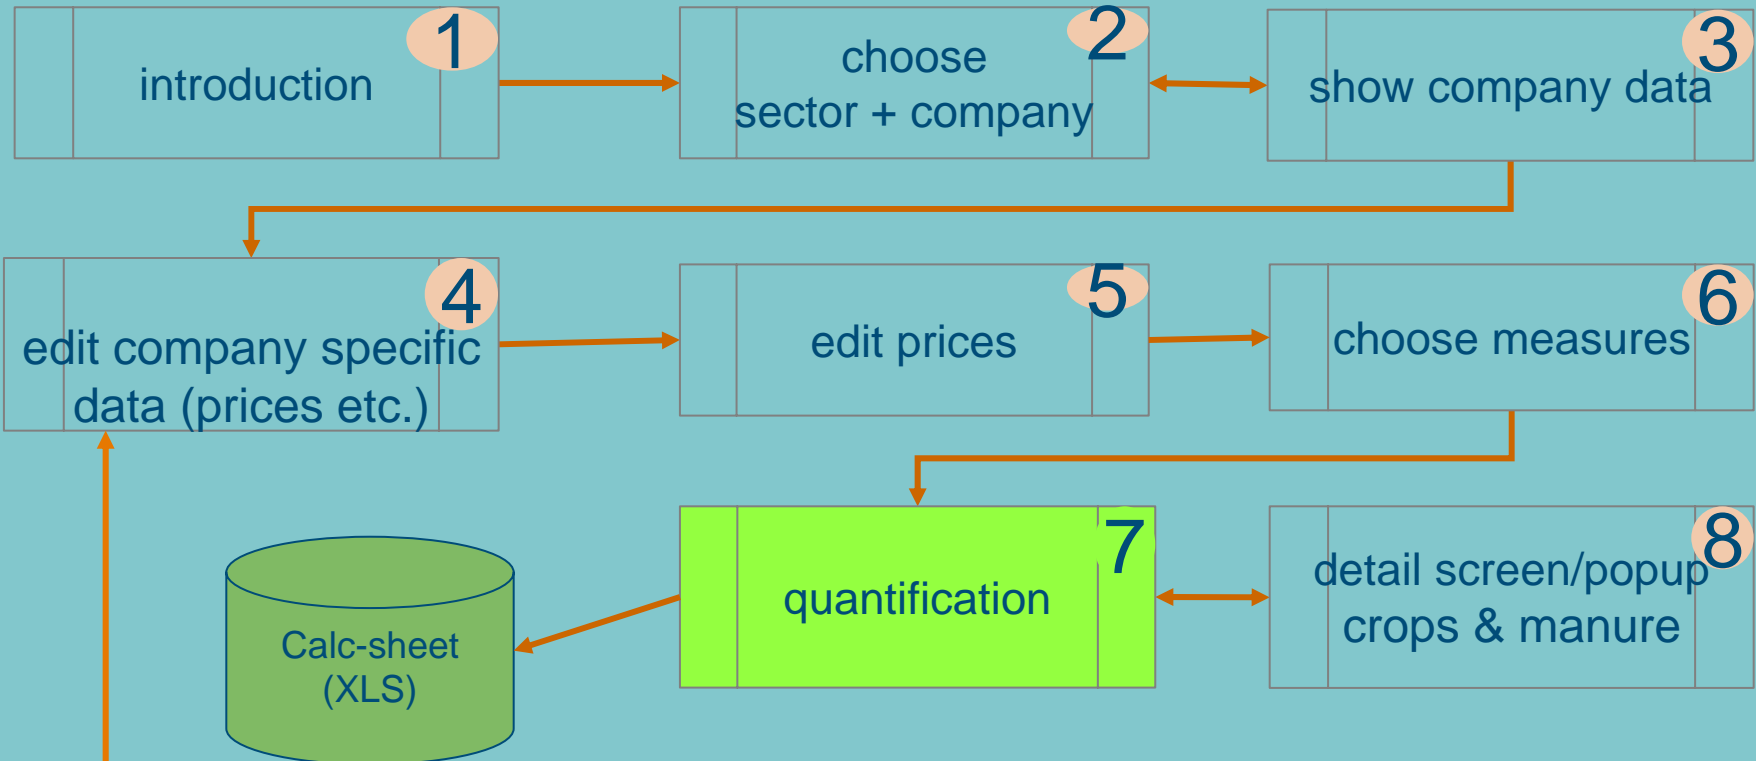 1
introduction
2
choose
sector + company
3
show company data
4
edit company specific
data (prices etc.)
5
edit prices
6
choose measures
7
quantification
8
detail screen/popup
crops & manure
Calc-sheet
(XLS)